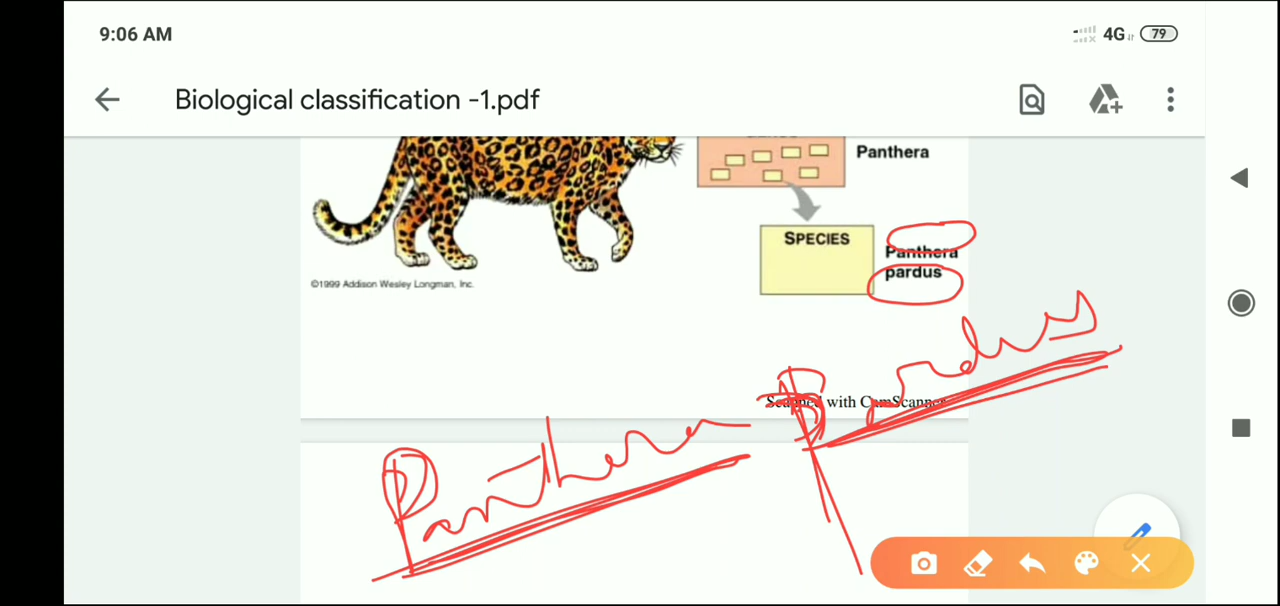 9:06 AM
4G 79
Biological classification -1.pdf
Panthera
SPECIES
Panthera
pardus
©1999 Addison Wesley Longman, Inc.
Scanned with CamScanner
Panthera Pardus